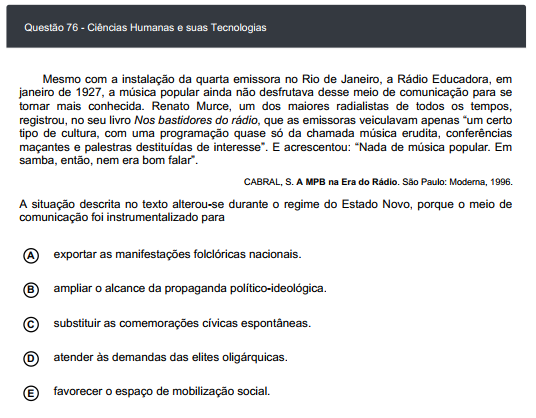 Questão 76 - Ciências Humanas e suas Tecnologias
Mesmo com a instalação da quarta emissora no Rio de Janeiro, a Rádio Educadora, em
janeiro de 1927, a música popular ainda não desfrutava desse meio de comunicação para se
tornar mais conhecida. Renato Murce, um dos maiores radialistas de todos os tempos,
registrou, no seu livro Nos bastidores do rádio, que as emissoras veiculavam apenas “um certo
tipo de cultura, com uma programação quase só da chamada música erudita, conferências
maçantes e palestras destituídas de interesse”. E acrescentou: “Nada de música popular. Em
samba, então, nem era bom falar”.
CABRAL, S. A MPB na Era do Rádio. São Paulo: Moderna, 1996.
A situação descrita no texto alterou-se durante o regime do Estado Novo, porque o meio de
comunicação foi instrumentalizado para
A exportar as manifestações folclóricas nacionais.
B ampliar o alcance da propaganda político-ideológica.
C substituir as comemorações cívicas espontâneas.
D atender às demandas das elites oligárquicas.
E favorecer o espaço de mobilização social.